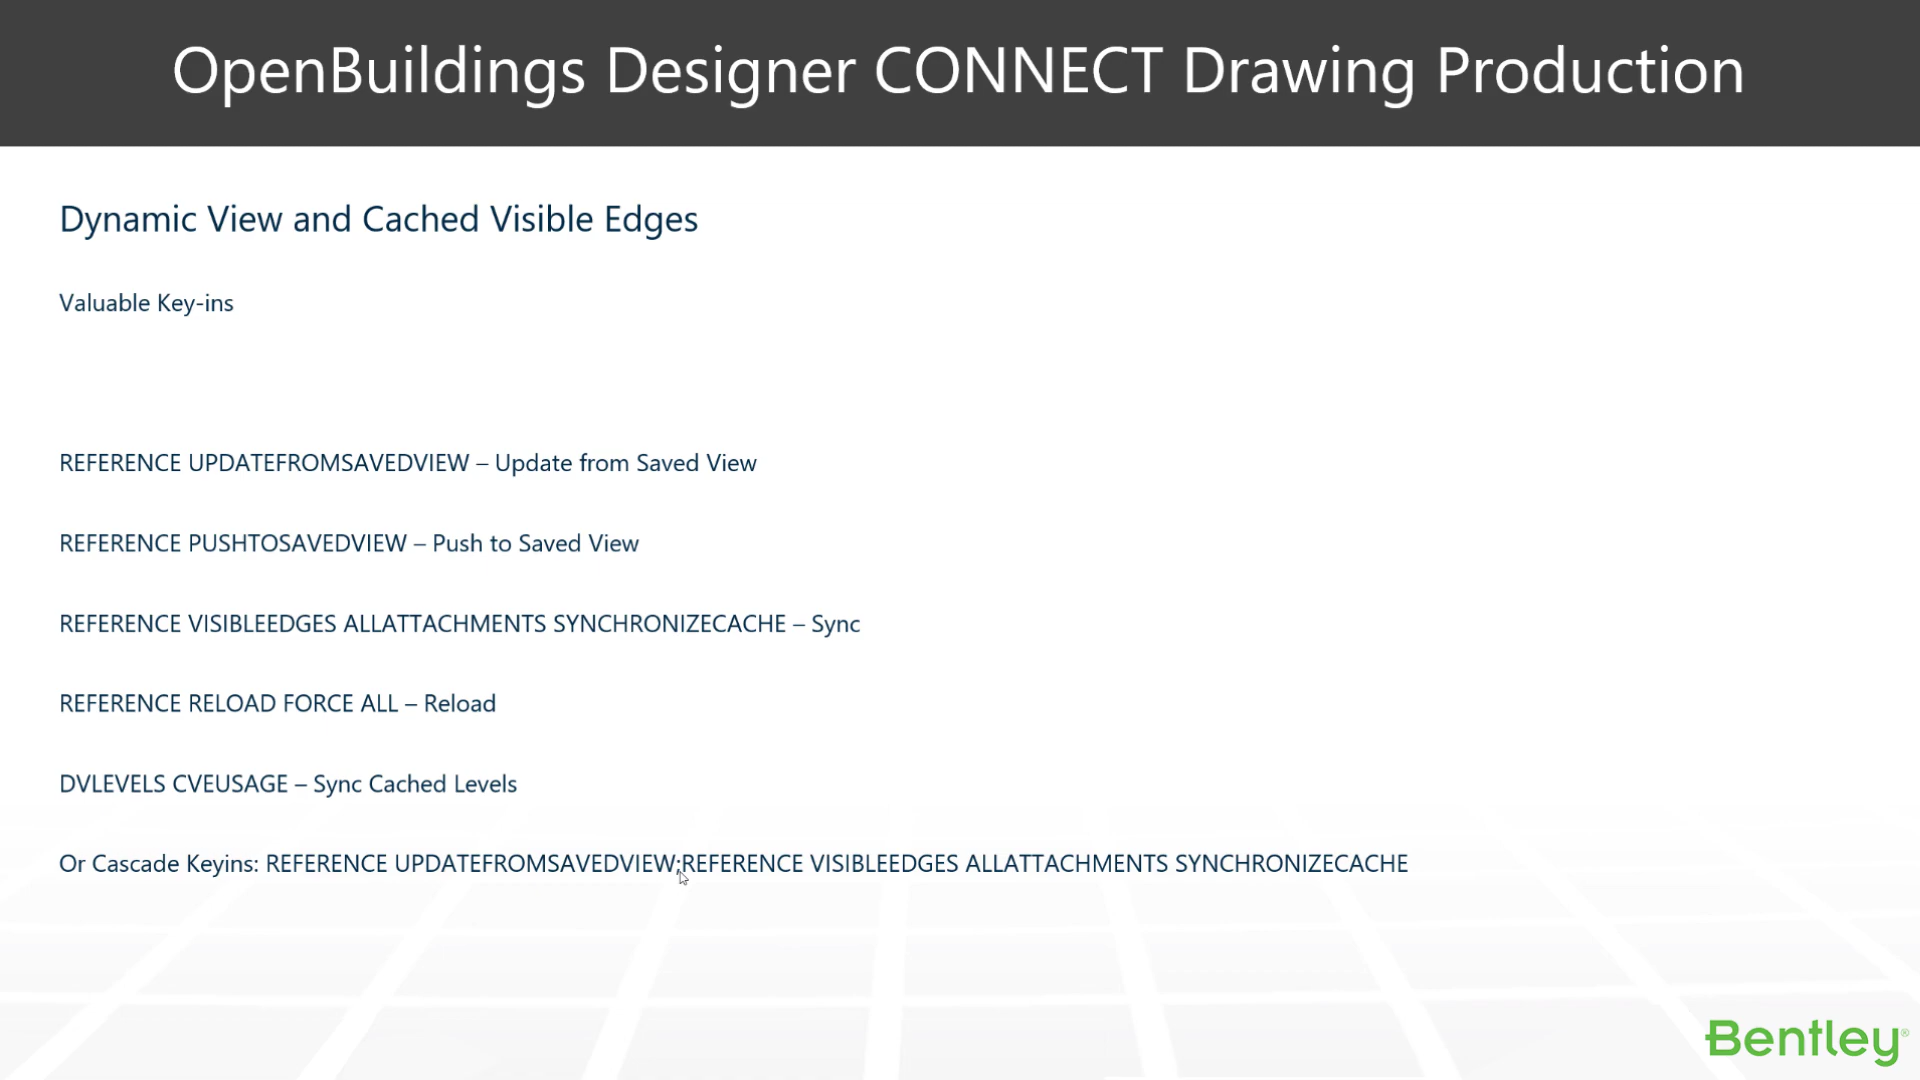 OpenBuildings Designer CONNECT Drawing Production
Dynamic View and Cached Visible Edges
Valuable Key-ins
REFERENCE UPDATEFROMSAVEDVIEW – Update from Saved View
REFERENCE PUSHTOSAVEDVIEW – Push to Saved View
REFERENCE VISIBLEEDGES ALLATTACHMENTS SYNCHRONIZECACHE – Sync
REFERENCE RELOAD FORCE ALL – Reload
DVLEVELS CVEUSAGE – Sync Cached Levels
Or Cascade Keyins: REFERENCE UPDATEFROMSAVEDVIEW;REFERENCE VISIBLEEDGES ALLATTACHMENTS SYNCHRONIZECACHE
Bentley®